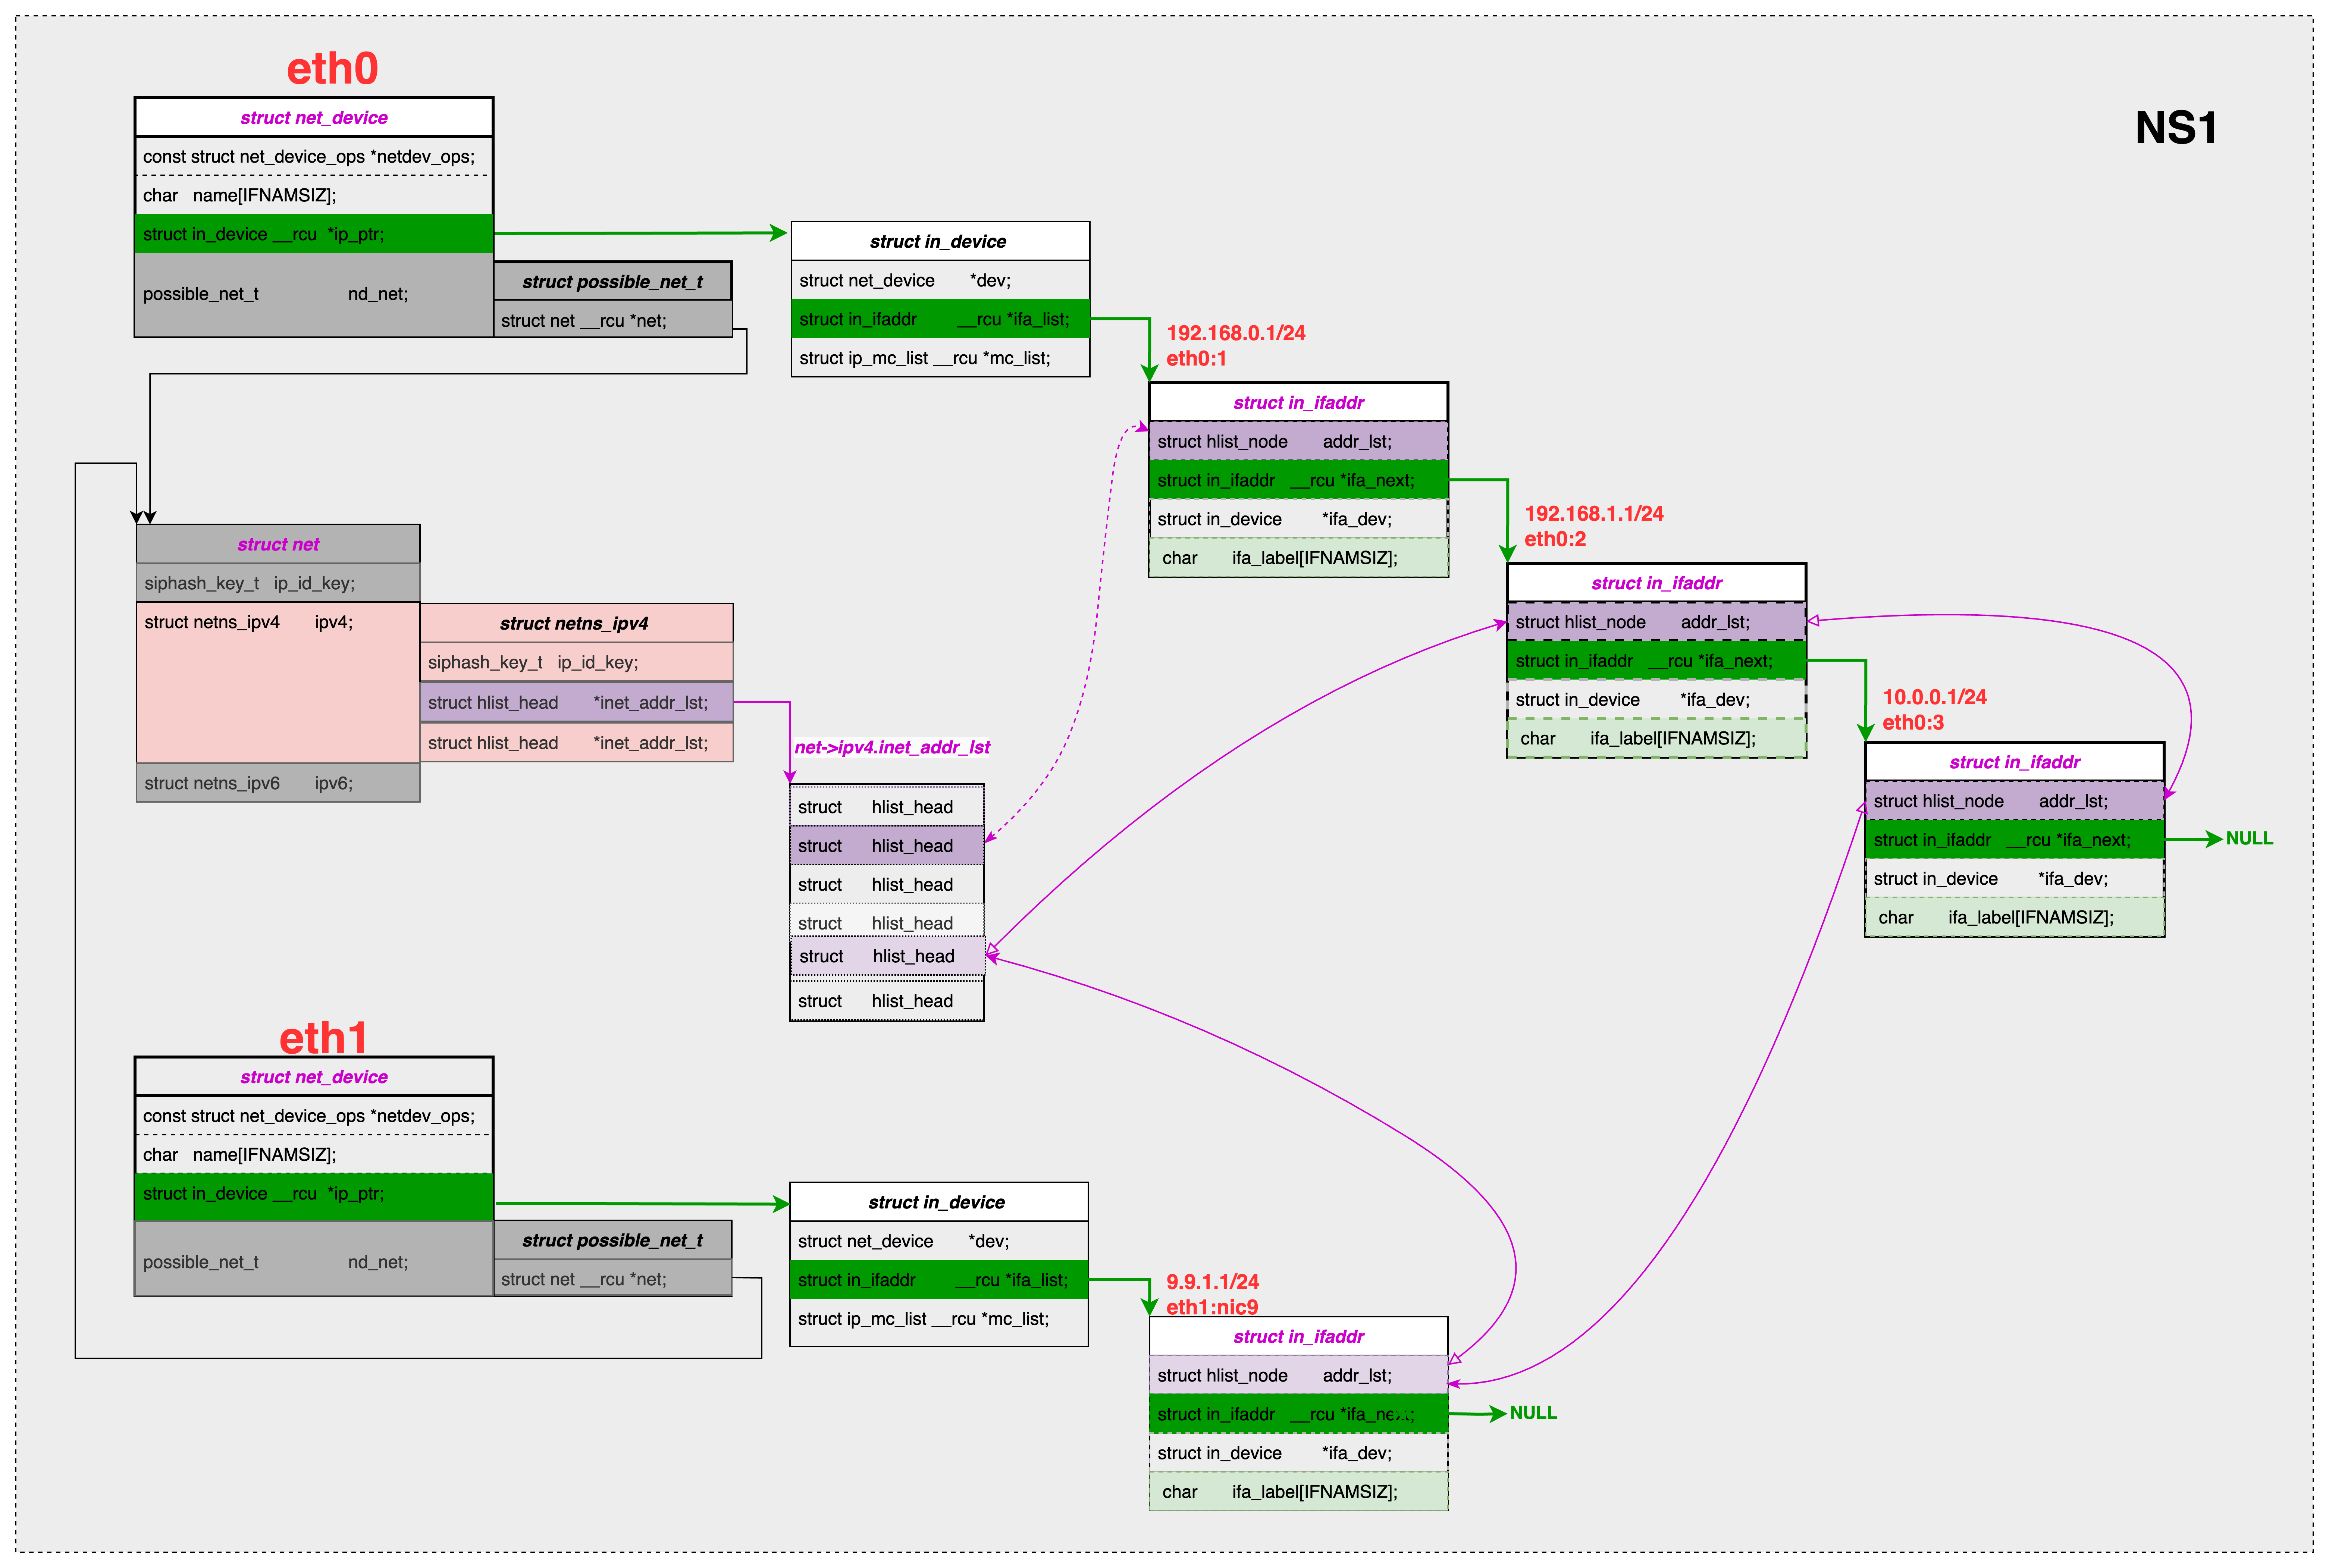 eth0
NS1
struct net_device
const struct net_device_ops *netdev_ops;
char name[IFNAMSIZ];
struct in_device __rcu *ip_ptr;
possible_net_t nd_net;
struct possible_net_t
struct net __rcu *net;
struct in_device
struct net_device *dev;
struct in_ifaddr __rcu *ifa_list;
struct ip_mc_list __rcu *mc_list;
192.168.0.1/24
eth0:1
struct in_ifaddr
struct hlist_node addr_lst;
struct in_ifaddr __rcu *ifa_next;
struct in_device *ifa_dev;
char ifa_label[IFNAMSIZ];
192.168.1.1/24
eth0:2
struct in_ifaddr
struct hlist_node addr_lst;
struct in_ifaddr __rcu *ifa_next;
struct in_device *ifa_dev;
char ifa_label[IFNAMSIZ];
10.0.0.1/24
eth0:3
struct in_ifaddr
struct hlist_node addr_lst;
struct in_ifaddr __rcu *ifa_next;
struct in_device *ifa_dev;
char ifa_label[IFNAMSIZ];
NULL
struct net
siphash_key_t ip_id_key;
struct netns_ipv4 ipv4;
struct netns_ipv6 ipv6;
struct netns_ipv4
siphash_key_t ip_id_key;
struct hlist_head *inet_addr_lst;
struct hlist_head *inet_addr_lst;
net->ipv4.inet_addr_lst
struct hlist_head
struct hlist_head
struct hlist_head
struct hlist_head
struct hlist_head
struct hlist_head
eth1
struct net_device
const struct net_device_ops *netdev_ops;
char name[IFNAMSIZ];
struct in_device __rcu *ip_ptr;
possible_net_t nd_net;
struct possible_net_t
struct net __rcu *net;
struct in_device
struct net_device *dev;
struct in_ifaddr __rcu *ifa_list;
struct ip_mc_list __rcu *mc_list;
9.9.1.1/24
eth1:nic9
struct in_ifaddr
struct hlist_node addr_lst;
struct in_ifaddr __rcu *ifa_next;
struct in_device *ifa_dev;
char ifa_label[IFNAMSIZ];
NULL